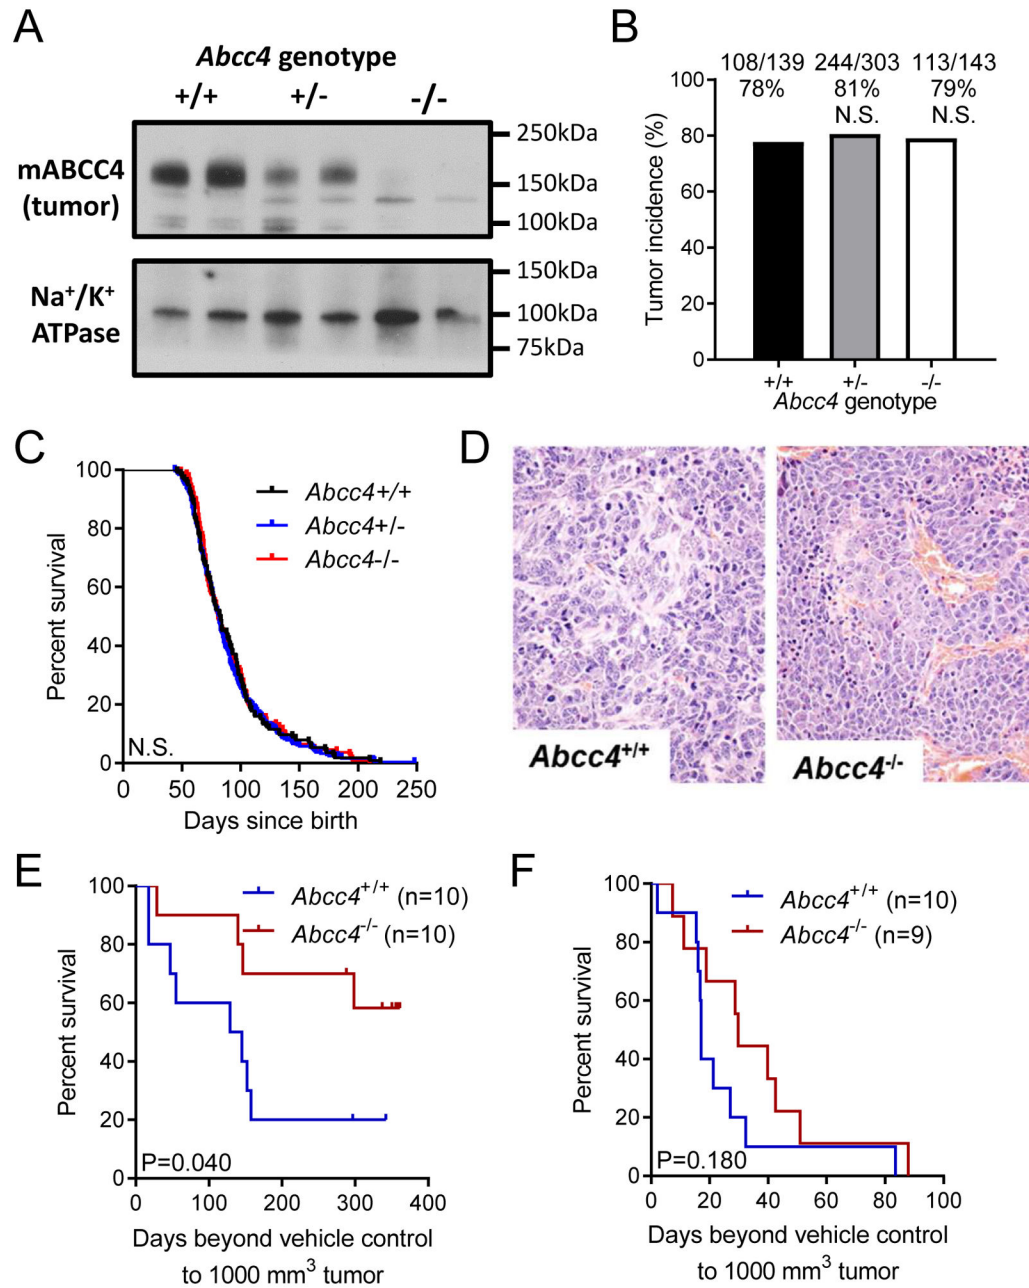 A
Abcc4 genotype
+/+ +/- -/-
mABCC4
(tumor)
250kDa
150kDa
100kDa
Na⁺/K⁺
ATPase
150kDa
100kDa
75kDa
B
108/139 244/303 113/143
78% 81% 79%
N.S. N.S.
Tumor incidence (%)
100
80
60
40
20
0
+/+ +/- -/-
Abcc4 genotype
C
Percent survival
100
80
60
40
20
0
Abcc4+/+
Abcc4+/-
Abcc4-/-
N.S.
0 50 100 150 200 250
Days since birth
D
Abcc4⁺/⁺
Abcc4⁻/⁻
E
Percent survival
100
80
60
40
20
0
Abcc4⁺/⁺ (n=10)
Abcc4⁻/⁻ (n=10)
P=0.040
0 100 200 300 400
Days beyond vehicle control
to 1000 mm³ tumor
F
Percent survival
100
80
60
40
20
0
Abcc4⁺/⁺ (n=10)
Abcc4⁻/⁻ (n=9)
P=0.180
0 20 40 60 80 100
Days beyond vehicle control
to 1000 mm³ tumor